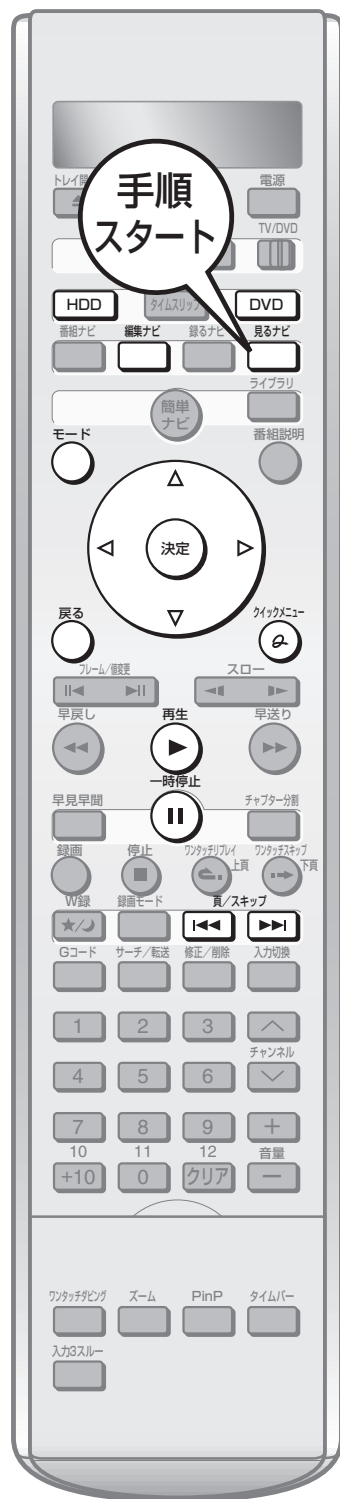 トレイ開
電源
手順
スタート
TV/DVD
HDD
タイムスリップ
DVD
番組ナビ 編集ナビ 録るナビ 見るナビ
ライブラリ
簡単
ナビ
モード
番組説明
決定
戻る
クイックメニュー
フレーム/値変更
スロー
早戻し
再生
早送り
一時停止
早見早聞
チャプター分割
録画
停止
ワンタッチリプレイ
ワンタッチスキップ
上頁
下頁
W録
録画モード
頁/スキップ
Gコード
サーチ/転送
修正/削除
入力切換
1 2 3
チャンネル
4 5 6
7 8 9 +
10 11 12 音量
+10 0 クリア −
ワンタッチダビング ズーム PinP タイムバー
入力3スルー